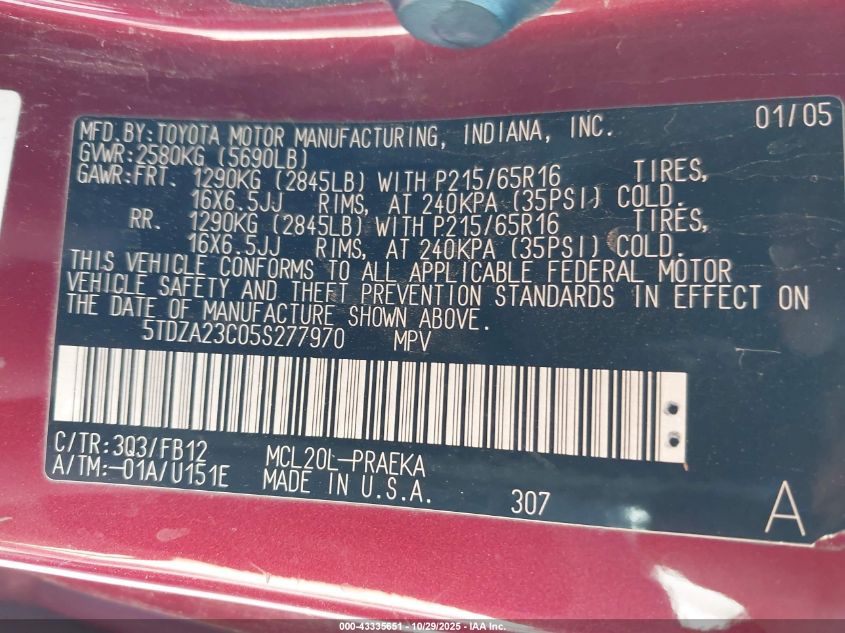 MFD.BY:TOYOTA MOTOR MANUFACTURING, INDIANA, INC. 01/05
GVWR:2580KG (5690LB)
GAWR:FRT. 1290KG (2845LB) WITH P215/65R16 TIRES,
16X6.5JJ RIMS, AT 240KPA (35PSI) COLD.
RR. 1290KG (2845LB) WITH P215/65R16 TIRES,
16X6.5JJ RIMS, AT 240KPA (35PSI) COLD.
THIS VEHICLE CONFORMS TO ALL APPLICABLE FEDERAL MOTOR
VEHICLE SAFETY AND THEFT PREVENTION STANDARDS IN EFFECT ON
THE DATE OF MANUFACTURE SHOWN ABOVE.
5TDZA23C05S277970 MPV
C/TR:3Q3/FB12 MCL20L-PRAEKA
A/TM:-01A/U151E MADE IN U.S.A.
307 A
000-43335651 - 10/29/2025 - IAA Inc.